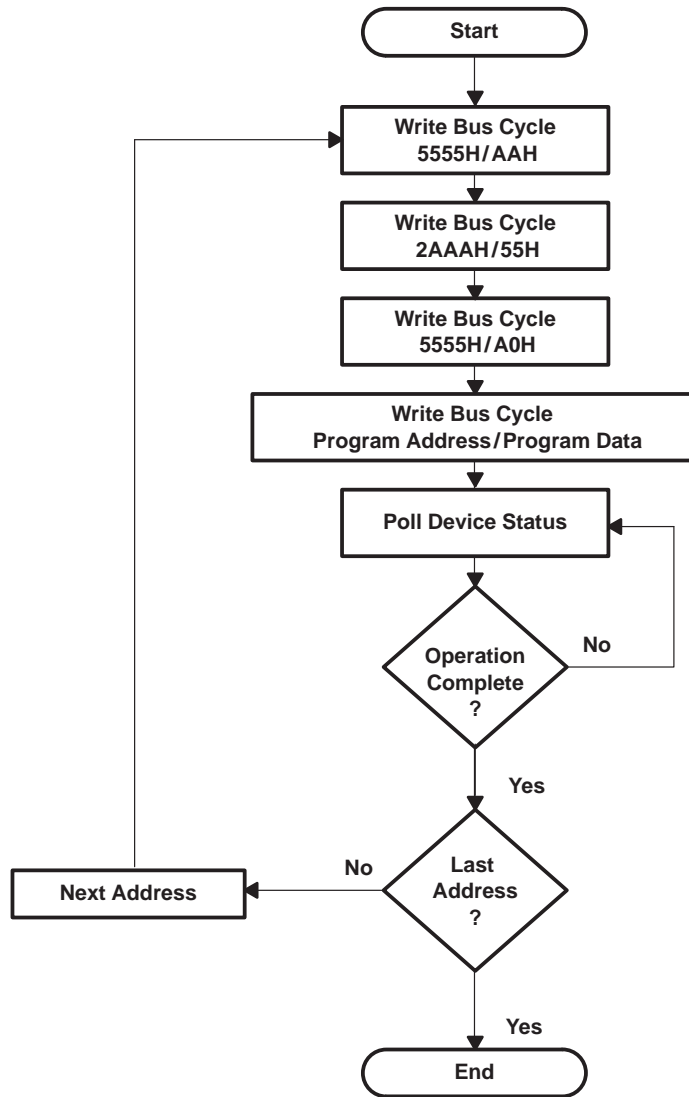 Start
Write Bus Cycle
5555H/AAH
Write Bus Cycle
2AAAH/55H
Write Bus Cycle
5555H/A0H
Write Bus Cycle
Program Address/Program Data
Poll Device Status
No
Operation
Complete
?
Yes
No
Last
Address
?
Next Address
Yes
End